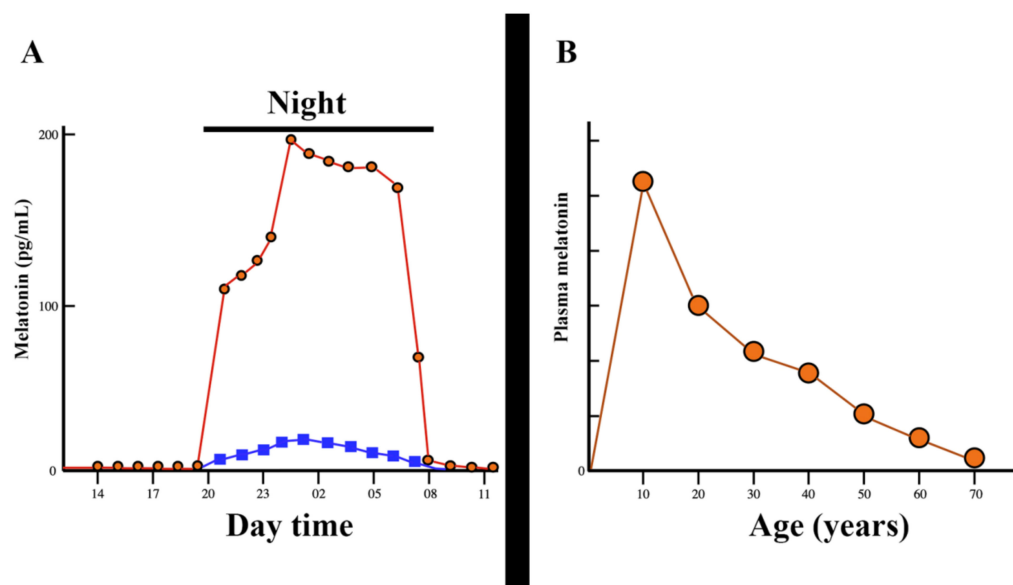 A
Night
200
100
0
Melatonin (pg/mL)
14 17 20 23 02 05 08 11
Day time
B
Plasma melatonin
0
10 20 30 40 50 60 70
Age (years)